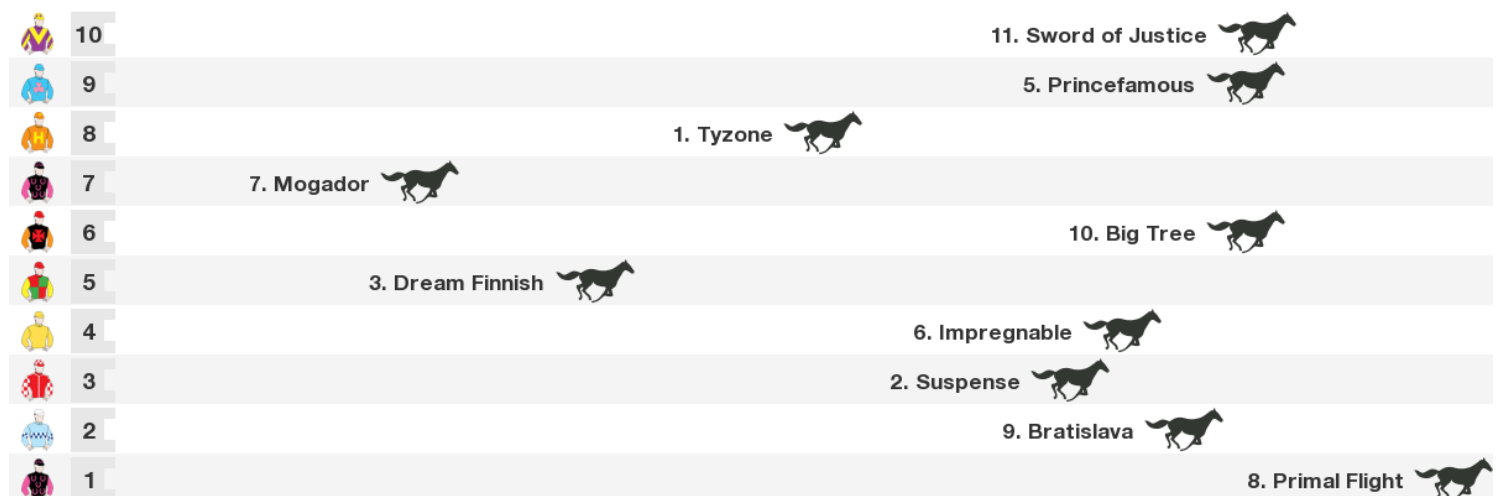 10 11. Sword of Justice
9 5. Princefamous
8 H 1. Tyzone
7 7. Mogador
6 10. Big Tree
5 3. Dream Finnish
4 6. Impregnable
3 2. Suspense
2 9. Bratislava
1 8. Primal Flight